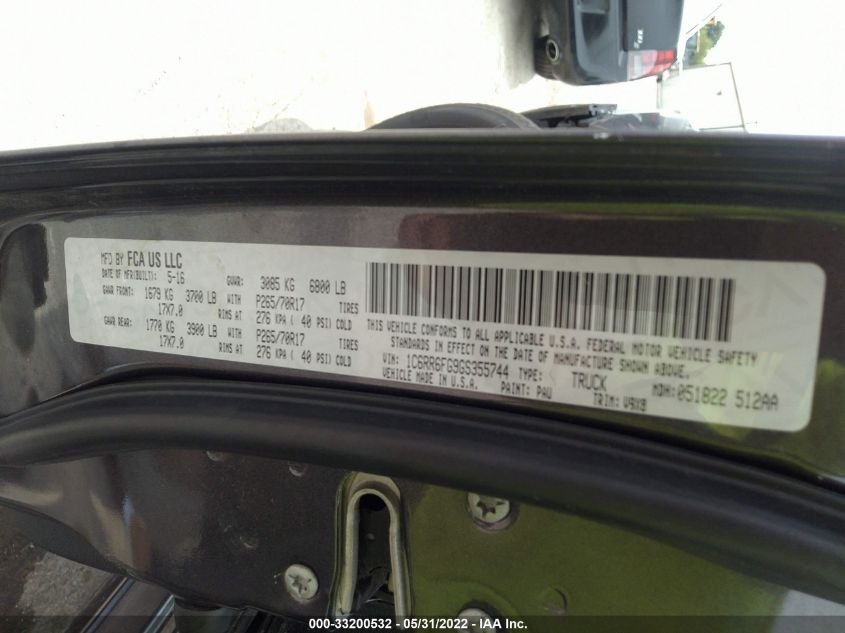 MFD BY FCA US LLC
DATE OF MFR(BUILT): 5-16 GVWR: 3085 KG 6800 LB
GAWR FRONT: 1679 KG 3700 LB WITH P265/70R17 TIRES
17X7.0 RIMS AT 276 KPA ( 40 PSI) COLD
GAWR REAR: 1770 KG 3900 LB WITH P265/70R17 TIRES
17X7.0 RIMS AT 276 KPA ( 40 PSI) COLD
THIS VEHICLE CONFORMS TO ALL APPLICABLE U.S.A. FEDERAL MOTOR VEHICLE SAFETY
STANDARDS IN EFFECT ON THE DATE OF MANUFACTURE SHOWN ABOVE.
VIN: 1C6RR6FG9GS355744 TYPE: TRUCK MDH: 051822 512AA
VEHICLE MADE IN U.S.A. PAINT: PAU TRIM: V9X9
000-33200532 - 05/31/2022 - IAA Inc.